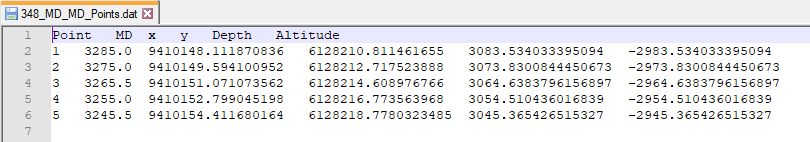 348_MD_MD_Points.dat
1 Point MD x y Depth Altitude
2 1 3285.0 9410148.111870836 6128210.811461655 3083.534033395094 -2983.534033395094
3 2 3275.0 9410149.594100952 6128212.717523888 3073.8300844450673 -2973.8300844450673
4 3 3265.5 9410151.071073562 6128214.608976766 3064.6383796156897 -2964.6383796156897
5 4 3255.0 9410152.799045198 6128216.773563968 3054.510436016839 -2954.510436016839
6 5 3245.5 9410154.411680164 6128218.7780323485 3045.365426515327 -2945.365426515327
7